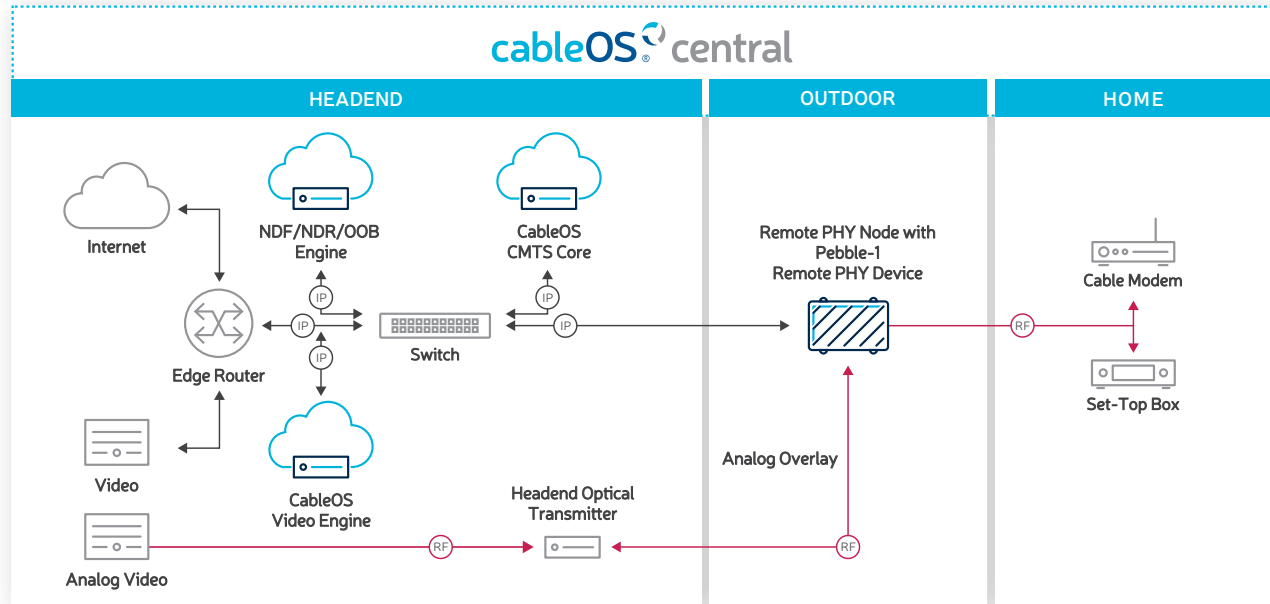 cableOS® central
HEADEND
OUTDOOR
HOME
Internet
NDF/NDR/OOB
Engine
CableOS
CMTS Core
Remote PHY Node with
Pebble-1
Remote PHY Device
Cable Modem
IP
IP
IP
IP
RF
IP
Switch
Edge Router
Set-Top Box
Video
CableOS
Video Engine
Analog Overlay
Headend Optical
Transmitter
Analog Video
RF
RF